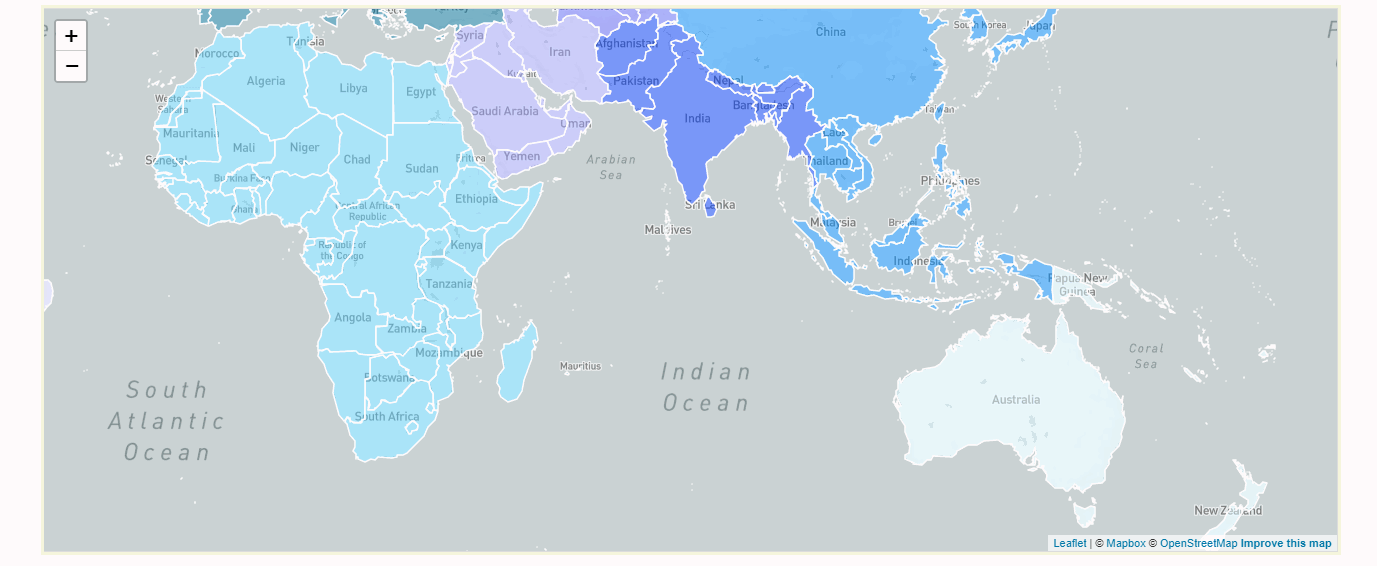 +
−
Turkey
South Korea
Japan
China
Tunisia
Syria
Iran
Afghanistan
Morocco
Algeria
Libya
Egypt
Kuwait
Pakistan
Nepal
Western
Sahara
Saudi Arabia
Oman
India
Bangladesh
Taiwan
Mauritania
Mali
Niger
Chad
Sudan
Eritrea
Yemen
Arabian
Sea
Laos
Thailand
Senegal
Burkina Faso
Ghana
Central African
Republic
Ethiopia
Sri Lanka
Maldives
Philippines
Malaysia
Brunei
Republic of
the Congo
Kenya
Indonesia
Papua New
Guinea
Tanzania
Angola
Zambia
Mozambique
Mauritius
Botswana
South Africa
South
Atlantic
Ocean
Indian
Ocean
Coral
Sea
Australia
New Zealand
Leaflet | © Mapbox © OpenStreetMap Improve this map